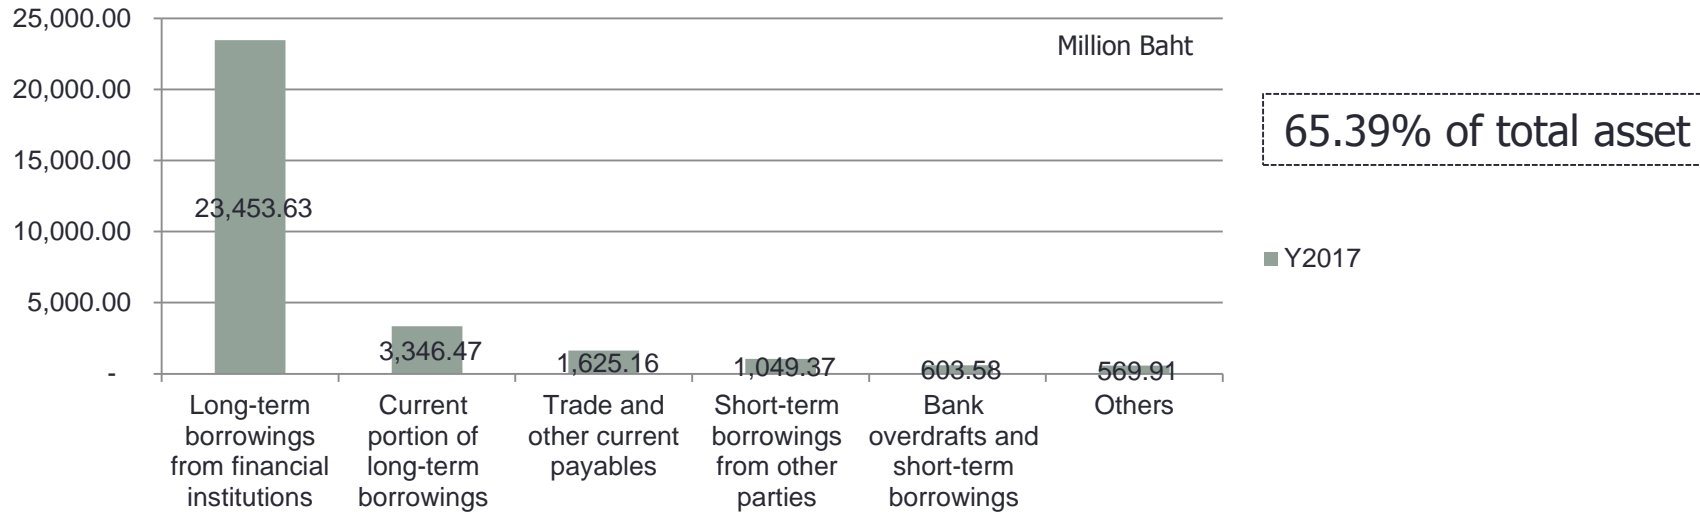 25,000.00
Million Baht
20,000.00
65.39% of total asset
15,000.00
23,453.63
10,000.00
Y2017
5,000.00
3,346.47
1,625.16
1,049.37
603.58
569.91
-
Long-term
borrowings
from financial
institutions
Current
portion of
long-term
borrowings
Trade and
other current
payables
Short-term
borrowings
from other
parties
Bank
overdrafts and
short-term
borrowings
Others